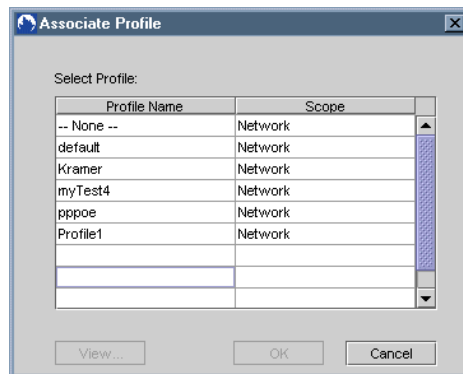 Associate Profile
Select Profile:
Profile Name Scope
-- None -- Network
default Network
Kramer Network
myTest4 Network
pppoe Network
Profile1 Network
View... OK Cancel